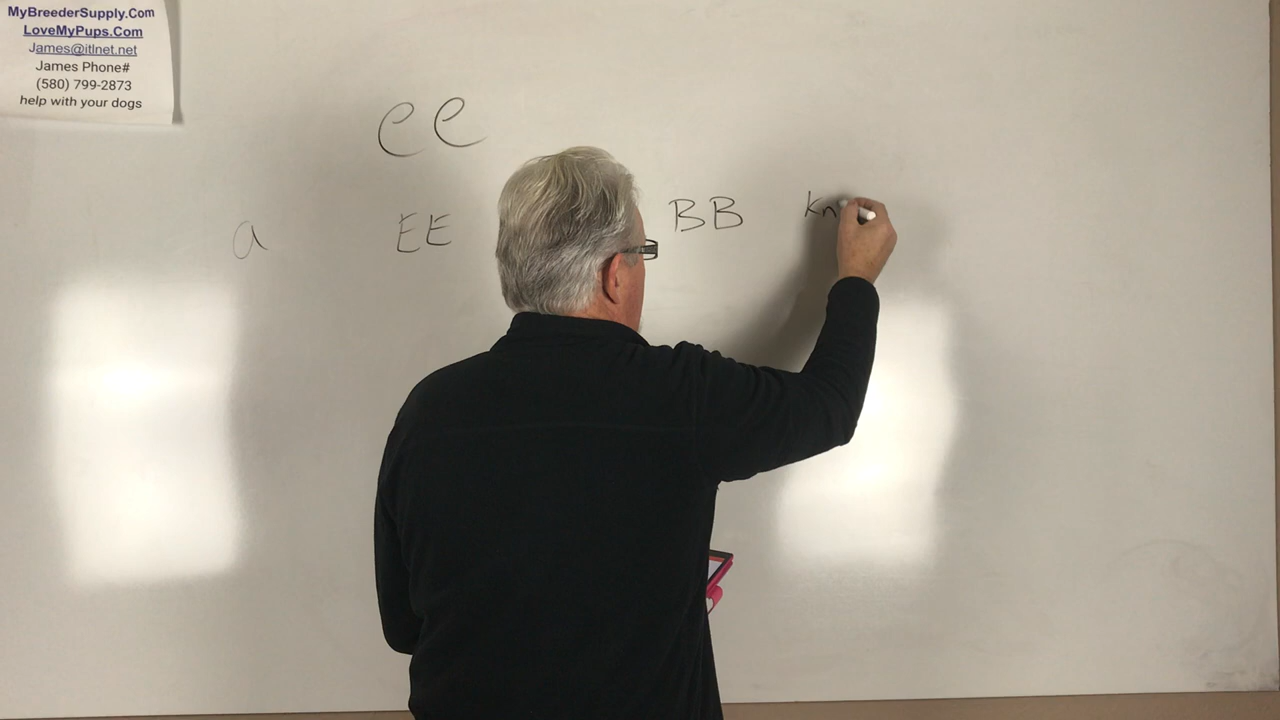 MyBreederSupply.Com
LoveMyPups.Com
James@itlnet.net
James Phone#
(580) 799-2873
help with your dogs
ee
a EE BB kn